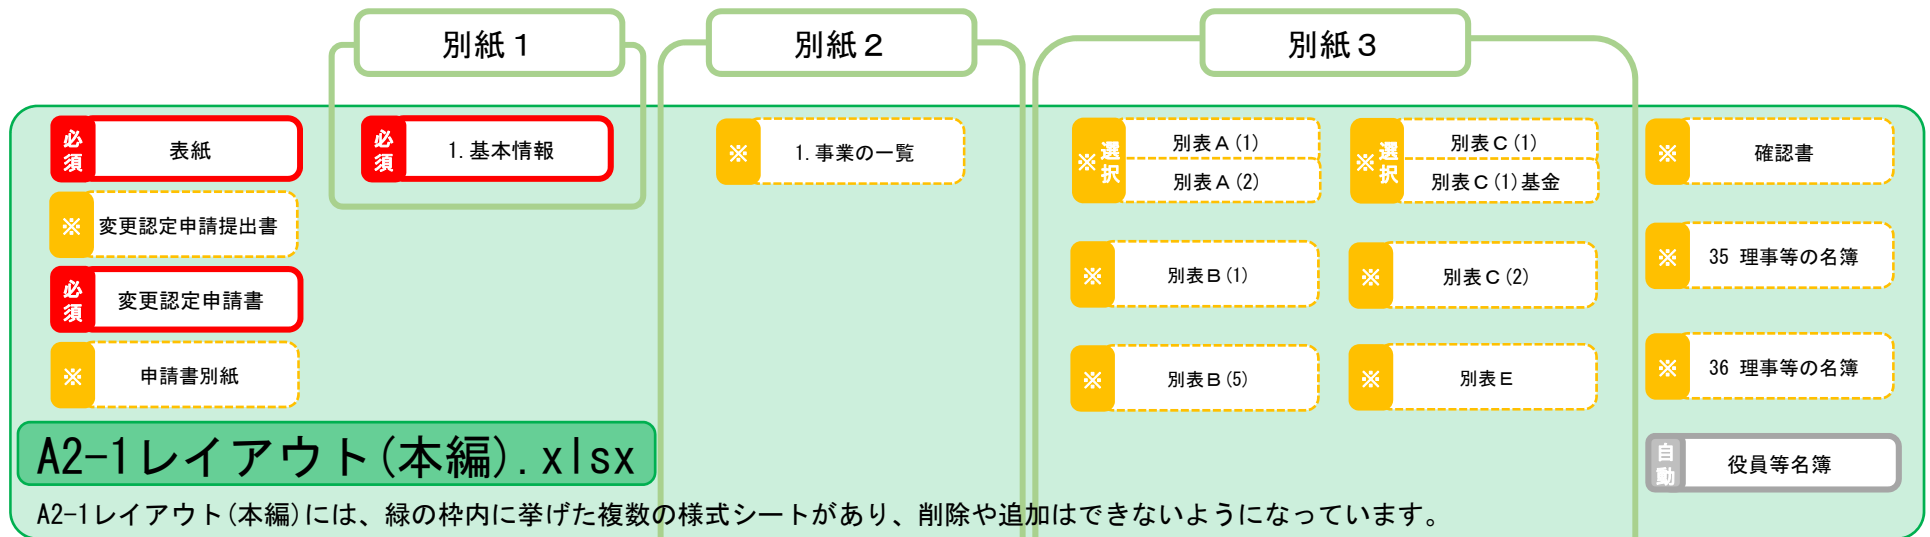 別紙１
別紙２
別紙３
必須
表紙
※
変更認定申請提出書
必須
変更認定申請書
※
申請書別紙
必須
1.基本情報
※
1.事業の一覧
※選択
別表Ａ(1)
別表Ａ(2)
※
別表Ｂ(1)
※
別表Ｂ(5)
※選択
別表Ｃ(1)
別表Ｃ(1)基金
※
別表Ｃ(2)
※
別表Ｅ
※
確認書
※
35 理事等の名簿
※
36 理事等の名簿
自動
役員等名簿
A2-1レイアウト(本編).xlsx
A2-1レイアウト(本編)には、緑の枠内に挙げた複数の様式シートがあり、削除や追加はできないようになっています。